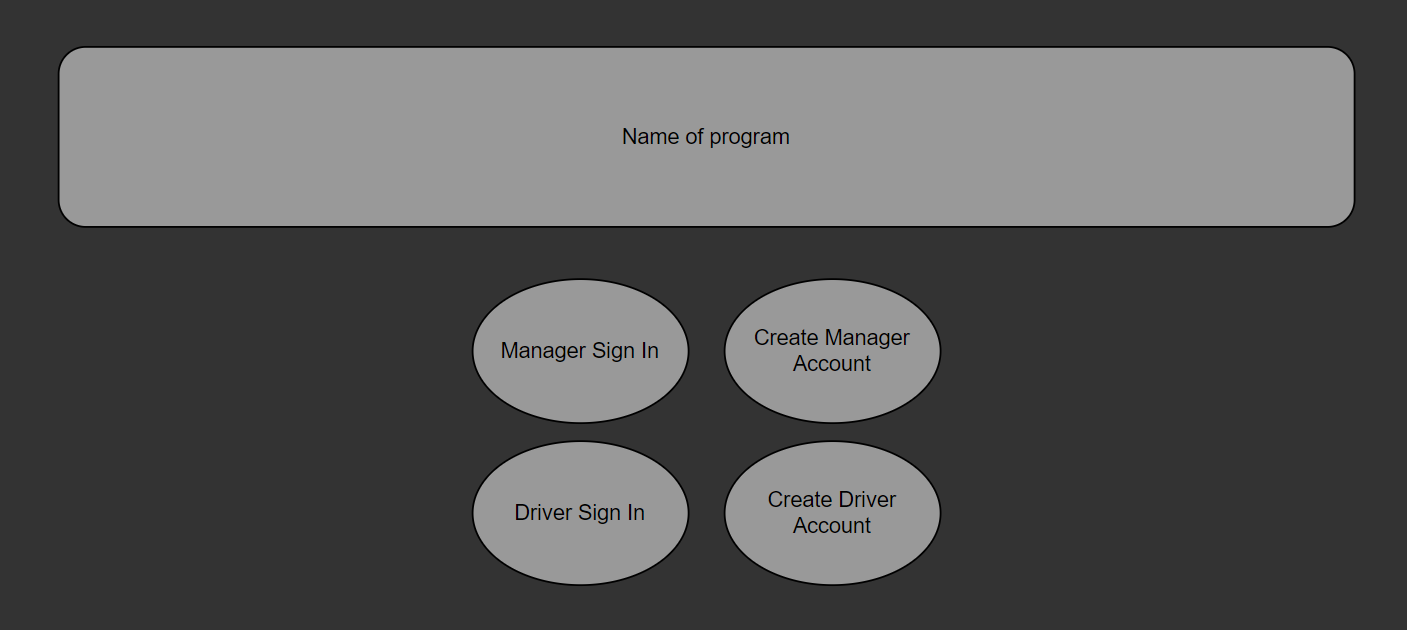 Name of program
Manager Sign In
Create Manager
Account
Driver Sign In
Create Driver
Account